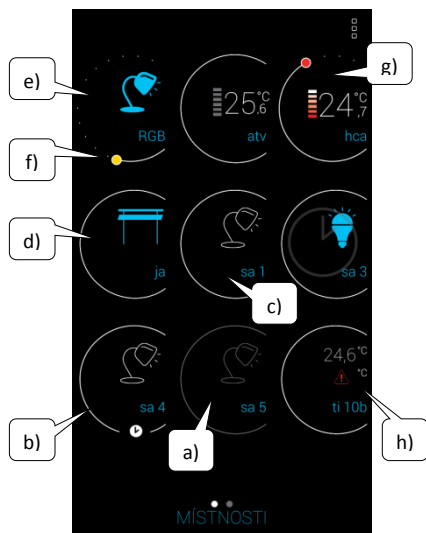 e)
g)
25,6 °C
24,7 °C
RGB
atv
hca
f)
d)
ja
sa 1
sa 3
c)
24,6 °C
°C
sa 4
sa 5
ti 10b
b)
a)
h)
MÍSTNOSTI